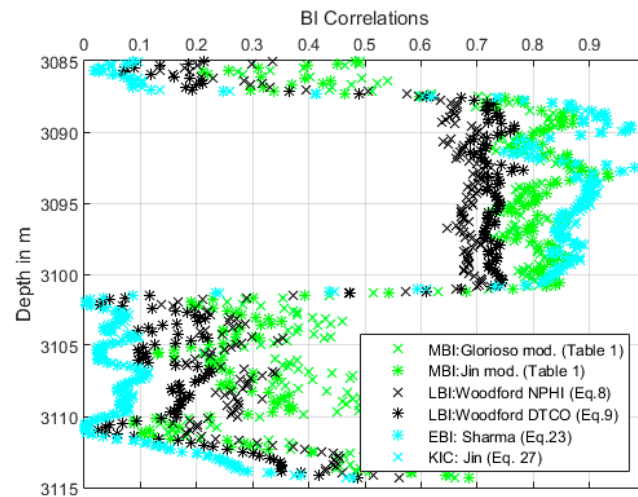 BI Correlations
0 0.1 0.2 0.3 0.4 0.5 0.6 0.7 0.8 0.9
3085
3090
3095
3100
3105
3110
3115
Depth in m
MBI:Glorioso mod. (Table 1)
MBI:Jin mod. (Table 1)
LBI:Woodford NPHI (Eq.8)
LBI:Woodford DTCO (Eq.9)
EBI: Sharma (Eq.23)
KIC: Jin (Eq. 27)